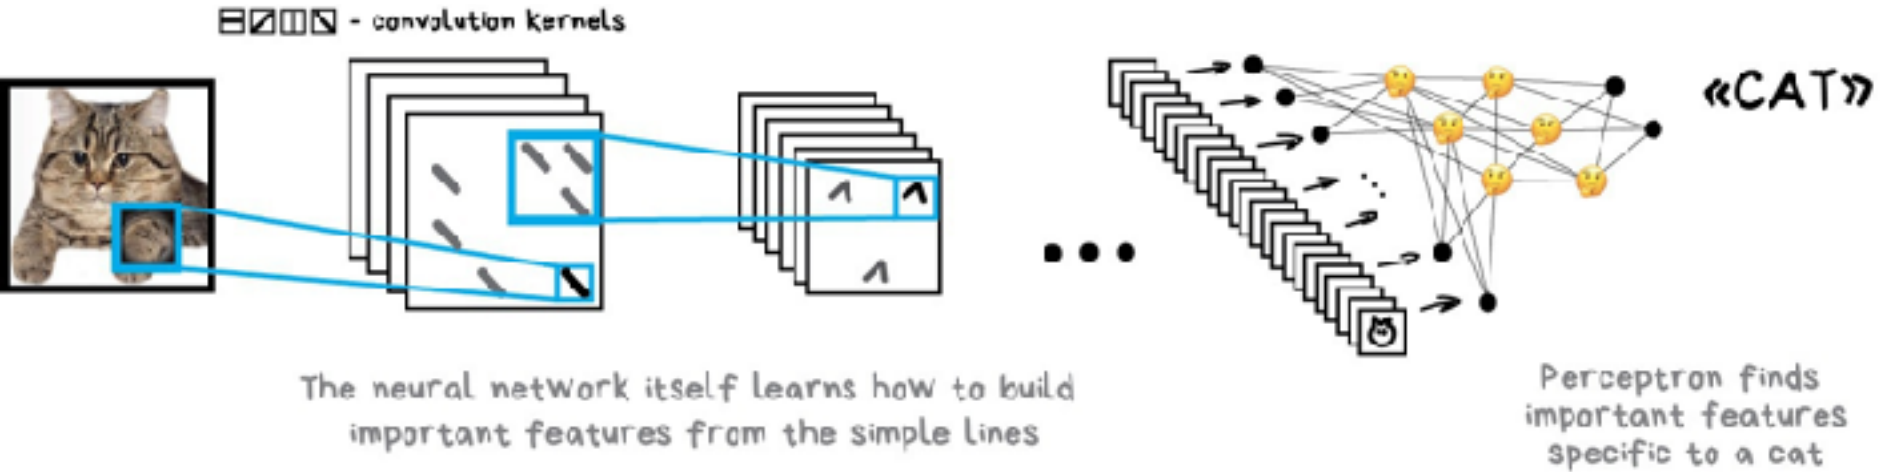 - convolution kernels
«CAT»
The neural network itself learns how to build
important features from the simple lines
Perceptron finds
important features
specific to a cat